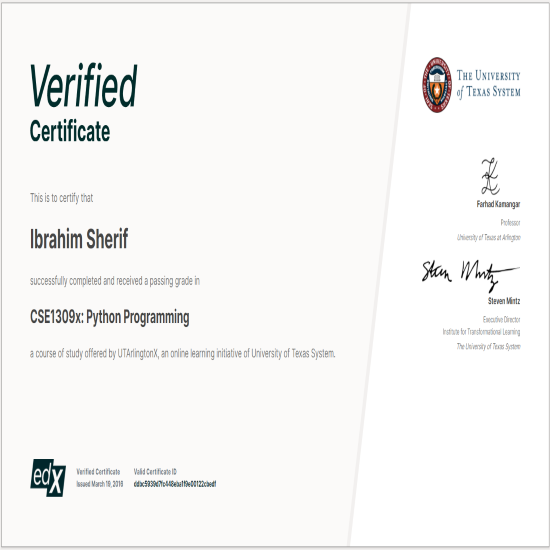 Verified
Certificate
This is to certify that
Ibrahim Sherif
successfully completed and received a passing grade in
CSE1309x: Python Programming
a course of study offered by UTArlingtonX, an online learning initiative of University of Texas System.
edX
Verified Certificate
Issued March 19, 2016
Valid Certificate ID
THE UNIVERSITY
of TEXAS SYSTEM
Farhad Kamangar
Professor
University of Texas at Arlington
Steven Mintz
Steven Mintz
Executive Director
Institute for Transformational Learning
The University of Texas System